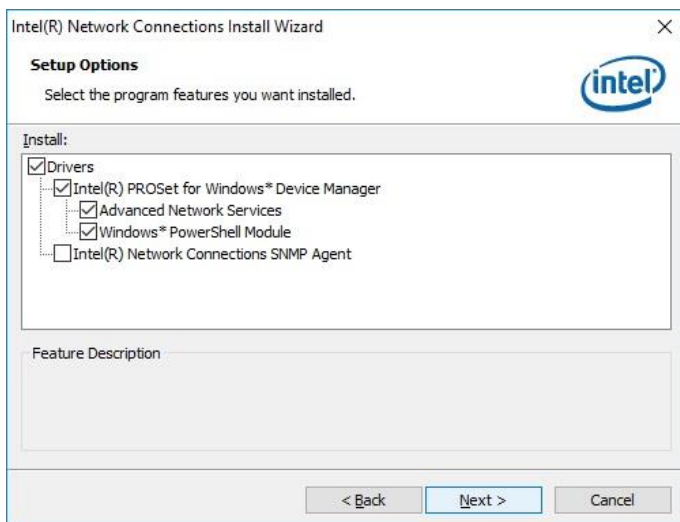 Intel(R) Network Connections Install Wizard
Setup Options
Select the program features you want installed.
intel
Install:
Drivers
Intel(R) PROSet for Windows* Device Manager
Advanced Network Services
Windows* PowerShell Module
Intel(R) Network Connections SNMP Agent
Feature Description
< Back
Next >
Cancel